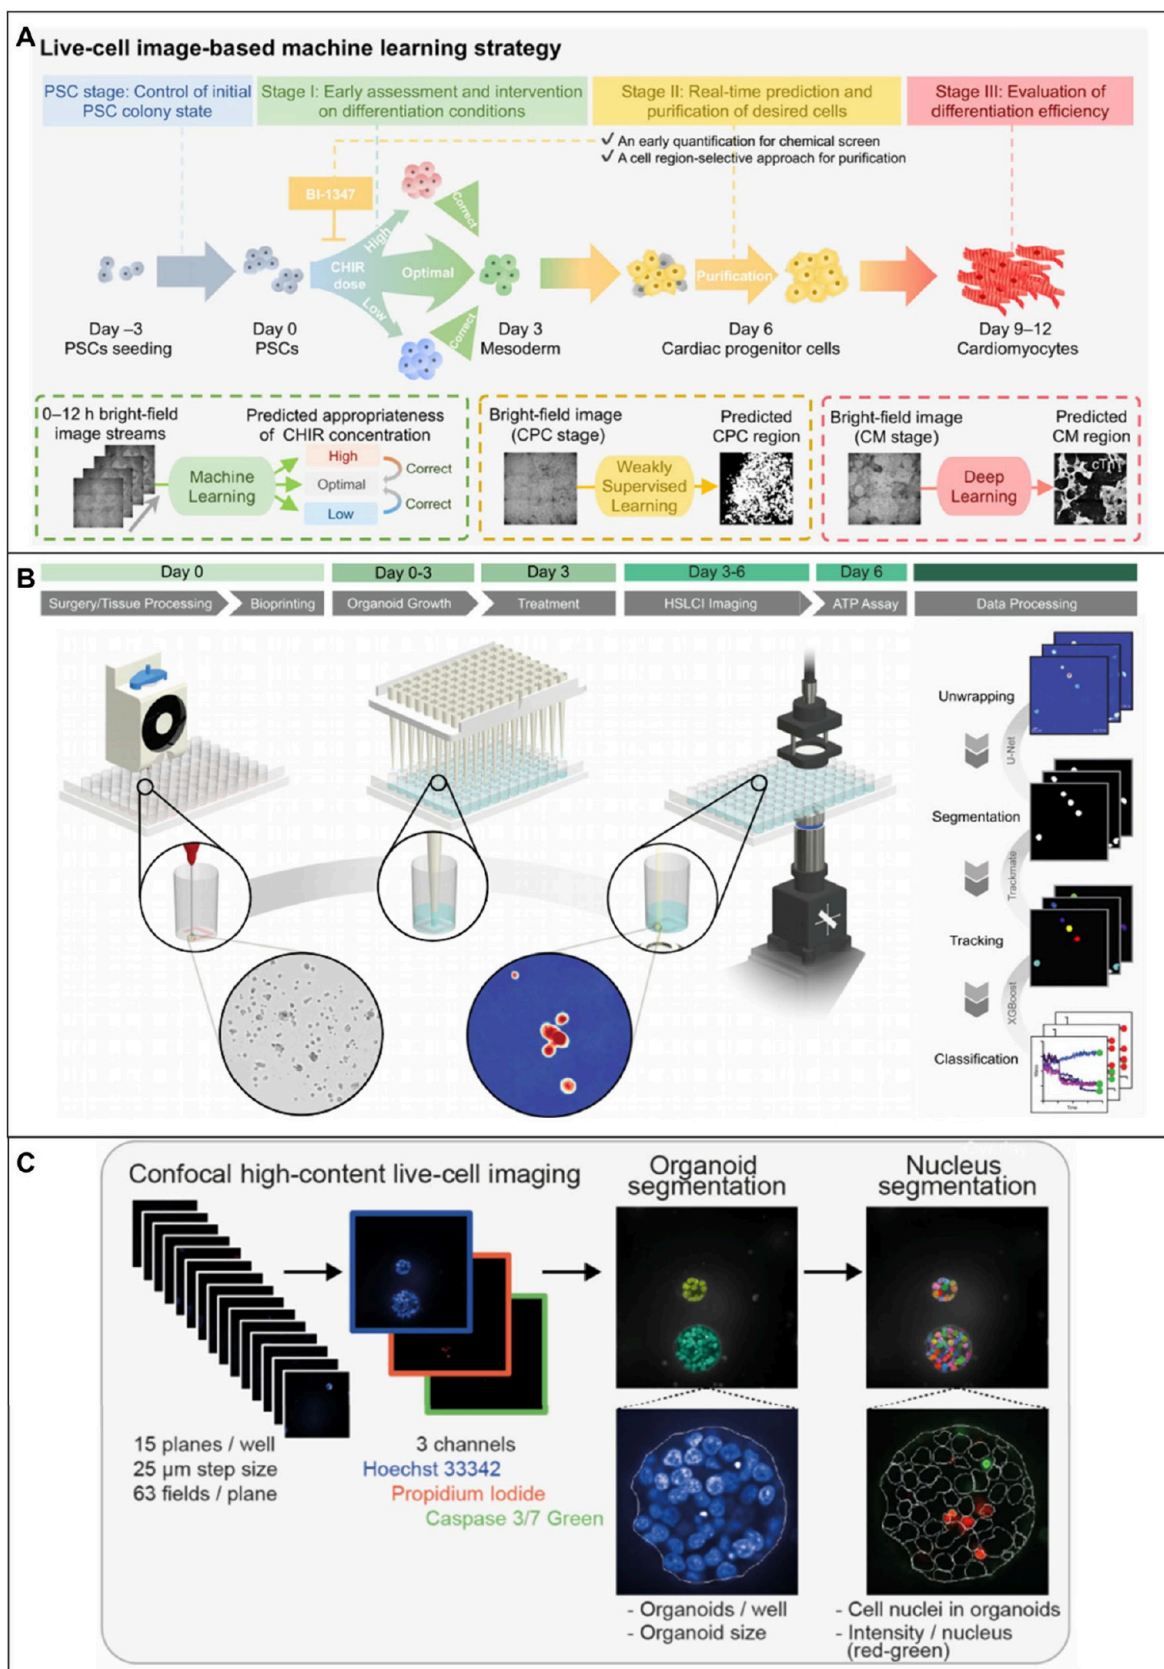 A
Live-cell image-based machine learning strategy
PSC stage: Control of initial
PSC colony state
Stage I: Early assessment and intervention
on differentiation conditions
Stage II: Real-time prediction and
purification of desired cells
Stage III: Evaluation of
differentiation efficiency
✓ An early quantification for chemical screen
✓ A cell region-selective approach for purification
BI-1347
High
Correct
CHIR
dose
Optimal
Low
Correct
Purification
Day –3
PSCs seeding
Day 0
PSCs
Day 3
Mesoderm
Day 6
Cardiac progenitor cells
Day 9–12
Cardiomyocytes
0–12 h bright-field
image streams
Predicted appropriateness
of CHIR concentration
Machine
Learning
High
Optimal
Low
Correct
Correct
Bright-field image
(CPC stage)
Predicted
CPC region
Weakly
Supervised
Learning
Bright-field image
(CM stage)
Predicted
CM region
Deep
Learning
cTnT
B
Day 0
Day 0-3
Day 3
Day 3-6
Day 6
Surgery/Tissue Processing
Bioprinting
Organoid Growth
Treatment
HSLCI Imaging
ATP Assay
Data Processing
Unwrapping
U-Net
Segmentation
Trackmate
Tracking
XGBoost
Classification
Mass
Time
C
Confocal high-content live-cell imaging
Organoid
segmentation
Nucleus
segmentation
15 planes / well
25 µm step size
63 fields / plane
3 channels
Hoechst 33342
Propidium Iodide
Caspase 3/7 Green
- Organoids / well
- Organoid size
- Cell nuclei in organoids
- Intensity / nucleus
(red-green)